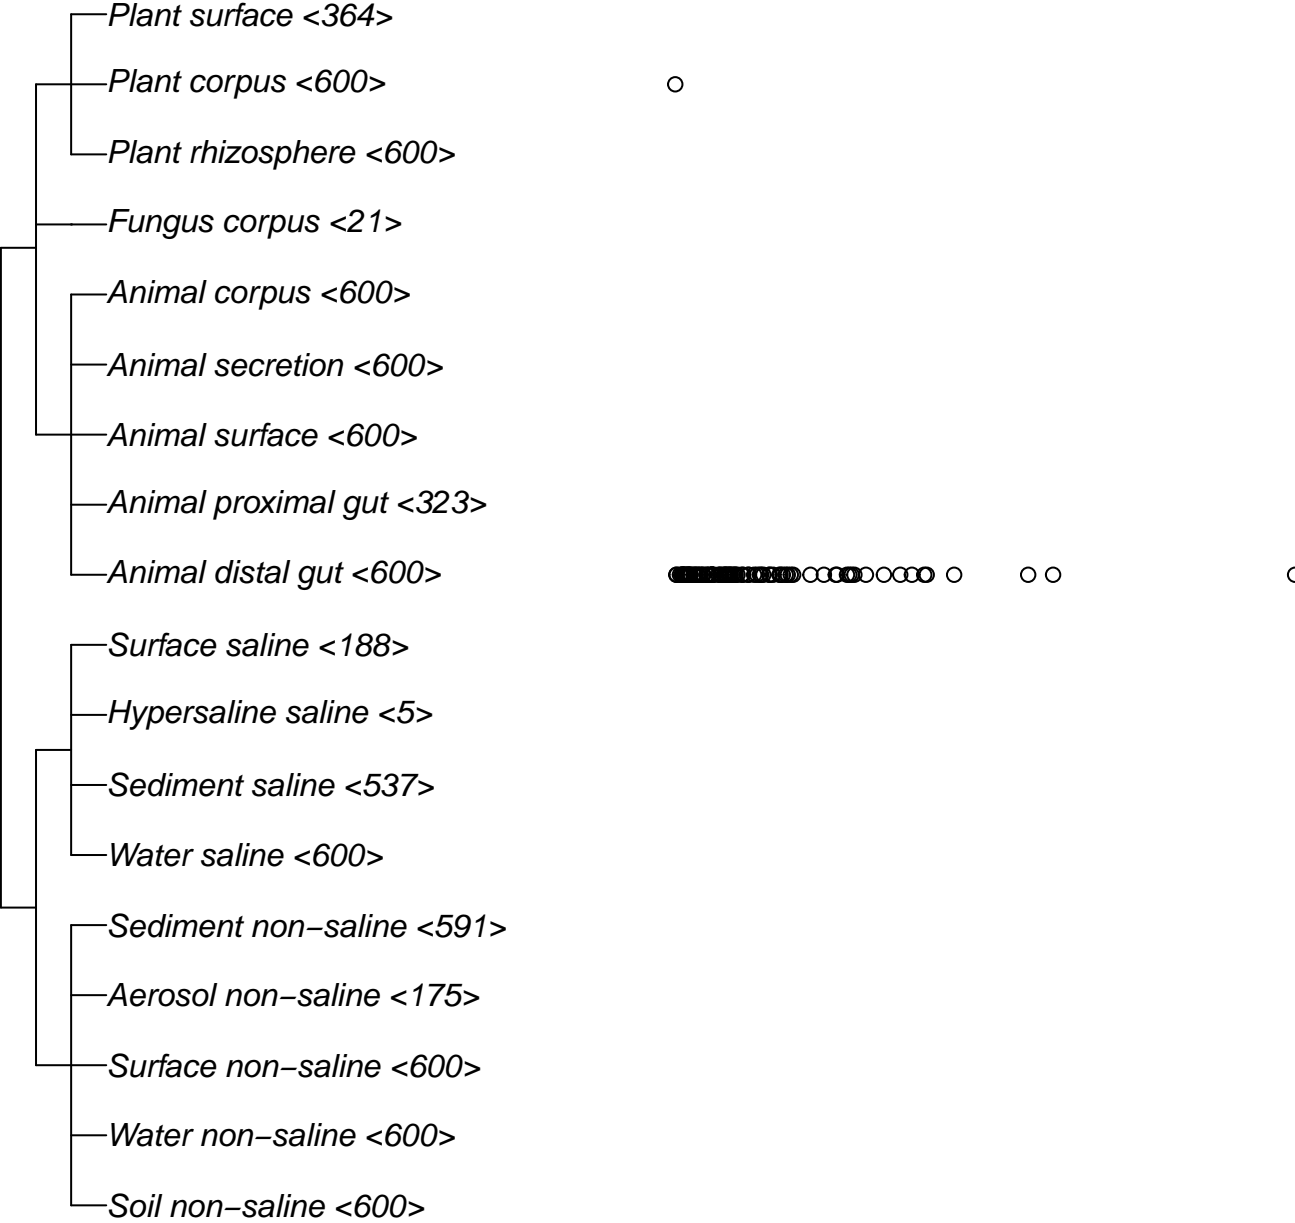 Plant surface <364>
Plant corpus <600>
Plant rhizosphere <600>
Fungus corpus <21>
Animal corpus <600>
Animal secretion <600>
Animal surface <600>
Animal proximal gut <323>
Animal distal gut <600>
Surface saline <188>
Hypersaline saline <5>
Sediment saline <537>
Water saline <600>
Sediment non−saline <591>
Aerosol non−saline <175>
Surface non−saline <600>
Water non−saline <600>
Soil non−saline <600>